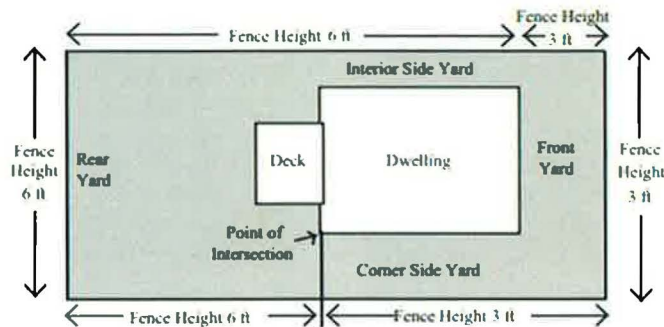 Fence Height 6 ft
Fence Height
3 ft
Interior Side Yard
Fence
Height
6 ft
Rear
Yard
Deck
Dwelling
Front
Yard
Fence
Height
3 ft
Point of
Intersection
Corner Side Yard
Fence Height 6 ft
Fence Height 3 ft